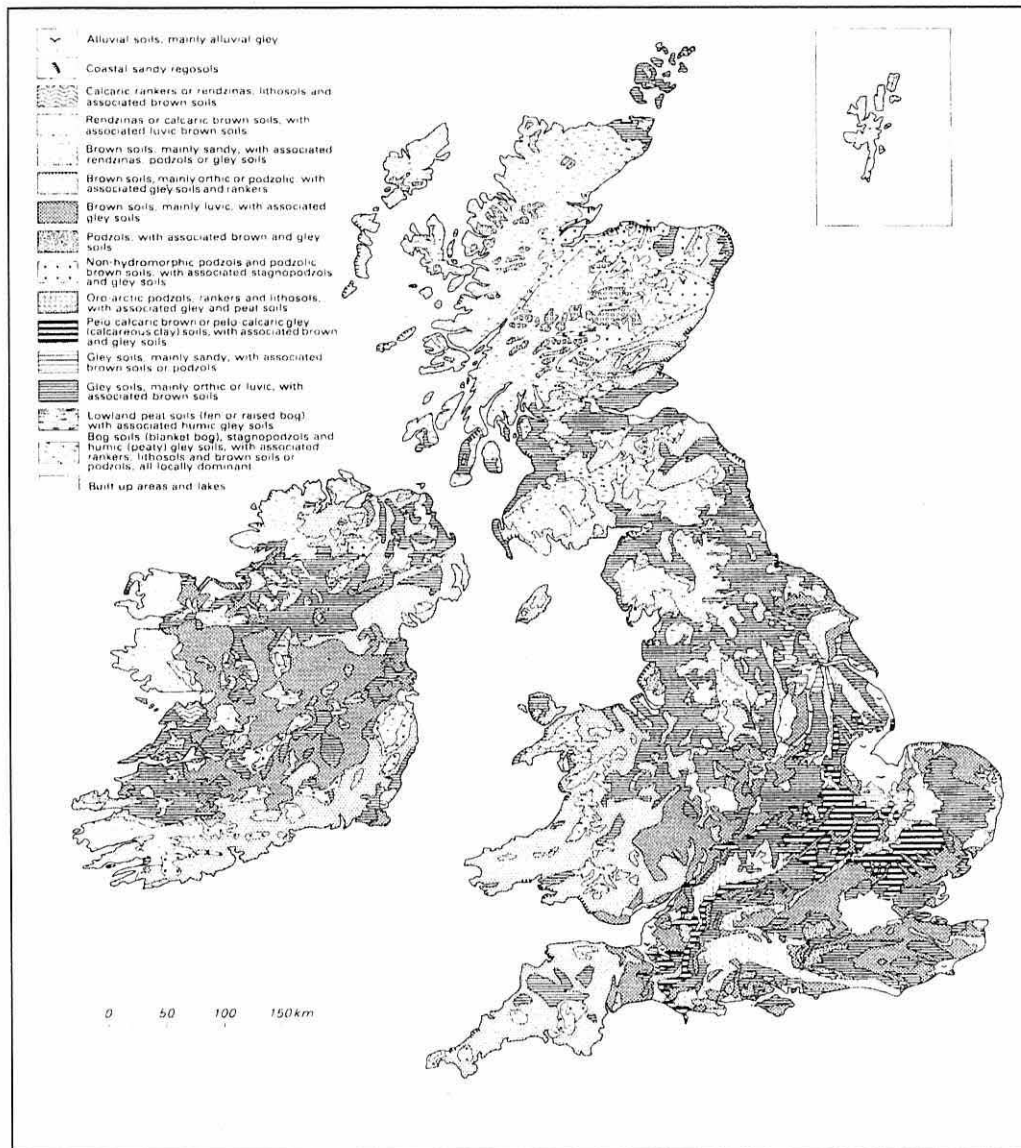 Alluvial soils, mainly alluvial gley
Coastal sandy regosols
Calcaric rankers or rendzinas, lithosols and
associated brown soils
Rendzinas or calcaric brown soils, with
associated luvic brown soils
Brown soils, mainly sandy, with associated
rendzinas, podzols or gley soils
Brown soils, mainly orthic or podzolic, with
associated gley soils and rankers
Brown soils, mainly luvic, with associated
gley soils
Podzols, with associated brown and gley
soils
Non-hydromorphic podzols and podzolic
brown soils, with associated stagnopodzols
and gley soils
Oro-arctic podzols, rankers and lithosols,
with associated gley and peat soils
Pelo calcaric brown or pelo-calcaric gley
(calcareous clay) soils, with associated brown
and gley soils
Gley soils, mainly sandy, with associated
brown soils or podzols
Gley soils, mainly orthic or luvic, with
associated brown soils
Lowland peat soils (fen or raised bog)
with associated humic gley soils
Bog soils (blanket bog), stagnopodzols and
humic (peaty) gley soils, with associated
rankers, lithosols and brown soils or
podzols, all locally dominant
Built up areas and lakes
0 50 100 150km